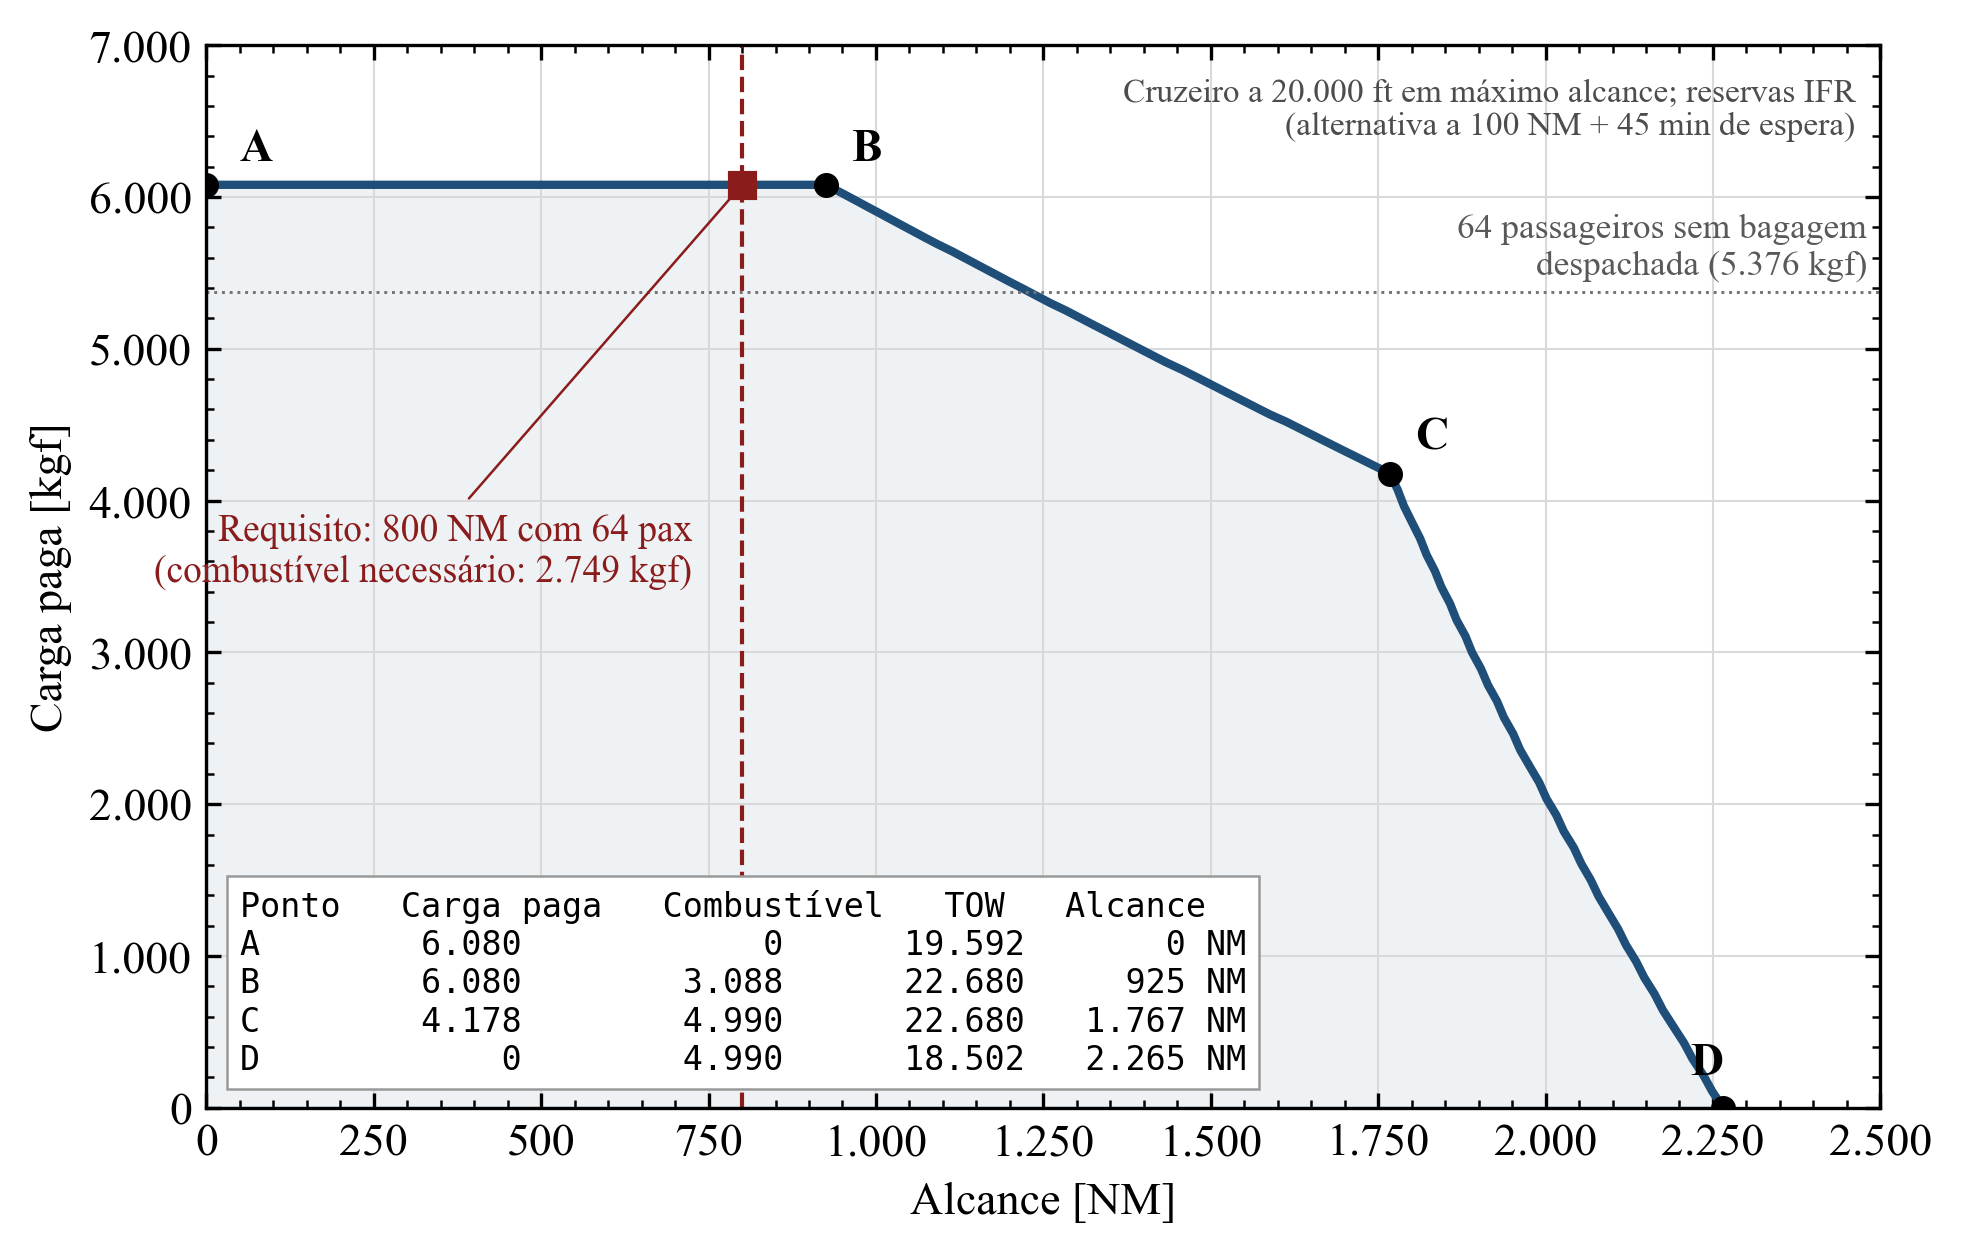 7.000
6.000
5.000
4.000
3.000
2.000
1.000
0
Carga paga [kgf]
Cruzeiro a 20.000 ft em máximo alcance; reservas IFR
(alternativa a 100 NM + 45 min de espera)
A
B
64 passageiros sem bagagem
despachada (5.376 kgf)
C
Requisito: 800 NM com 64 pax
(combustível necessário: 2.749 kgf)
Ponto Carga paga Combustível TOW Alcance
A 6.080 0 19.592 0 NM
B 6.080 3.088 22.680 925 NM
C 4.178 4.990 22.680 1.767 NM
D 0 4.990 18.502 2.265 NM
D
0 250 500 750 1.000 1.250 1.500 1.750 2.000 2.250 2.500
Alcance [NM]